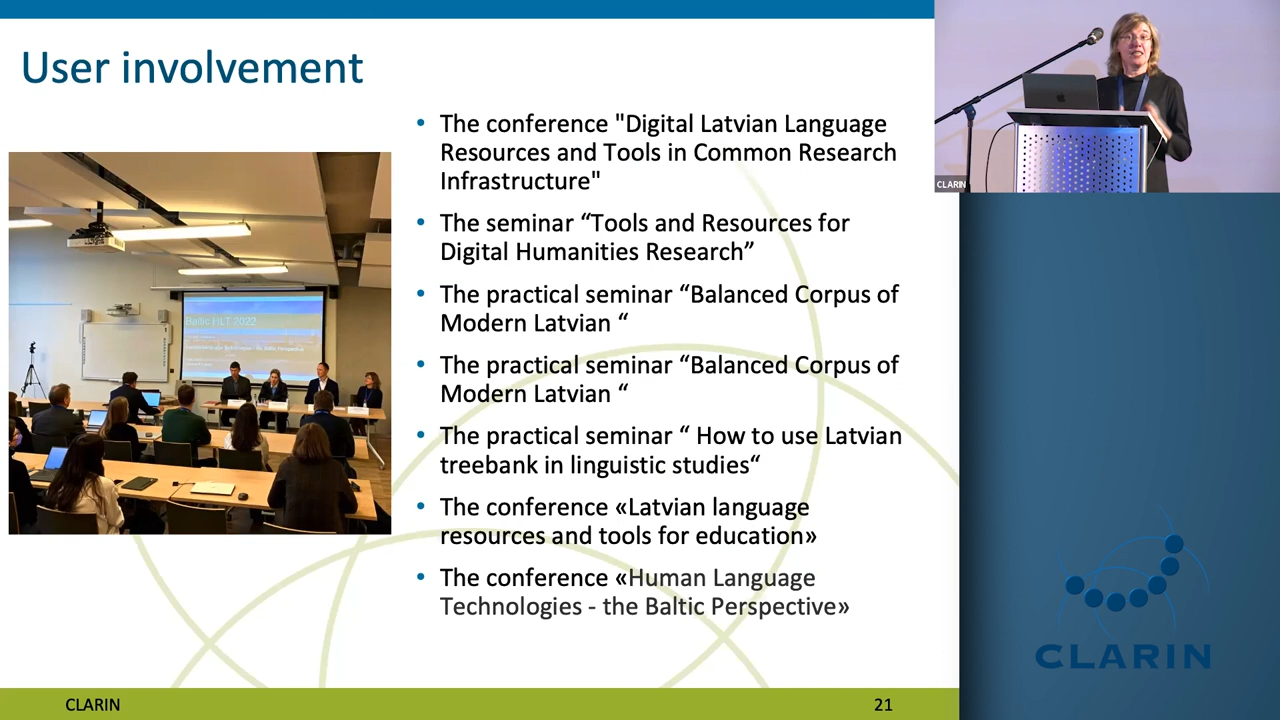 User involvement
• The conference "Digital Latvian Language
Resources and Tools in Common Research
Infrastructure"
• The seminar “Tools and Resources for
Digital Humanities Research”
• The practical seminar “Balanced Corpus of
Modern Latvian “
• The practical seminar “Balanced Corpus of
Modern Latvian “
• The practical seminar “ How to use Latvian
treebank in linguistic studies“
• The conference «Latvian language
resources and tools for education»
• The conference «Human Language
Technologies - the Baltic Perspective»
Baltic HLT 2022
CLARIN
21
CLARIN
CLARIN